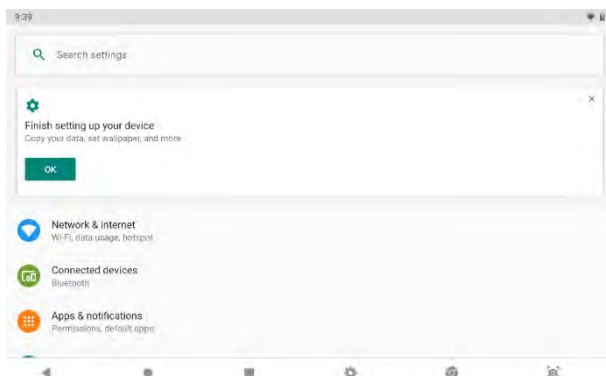 9:39
Search settings
Finish setting up your device
Copy your data, set wallpaper, and more
OK
Network & internet
Wi-Fi, data usage, hotspot
Connected devices
Bluetooth
Apps & notifications
Permissions, default apps